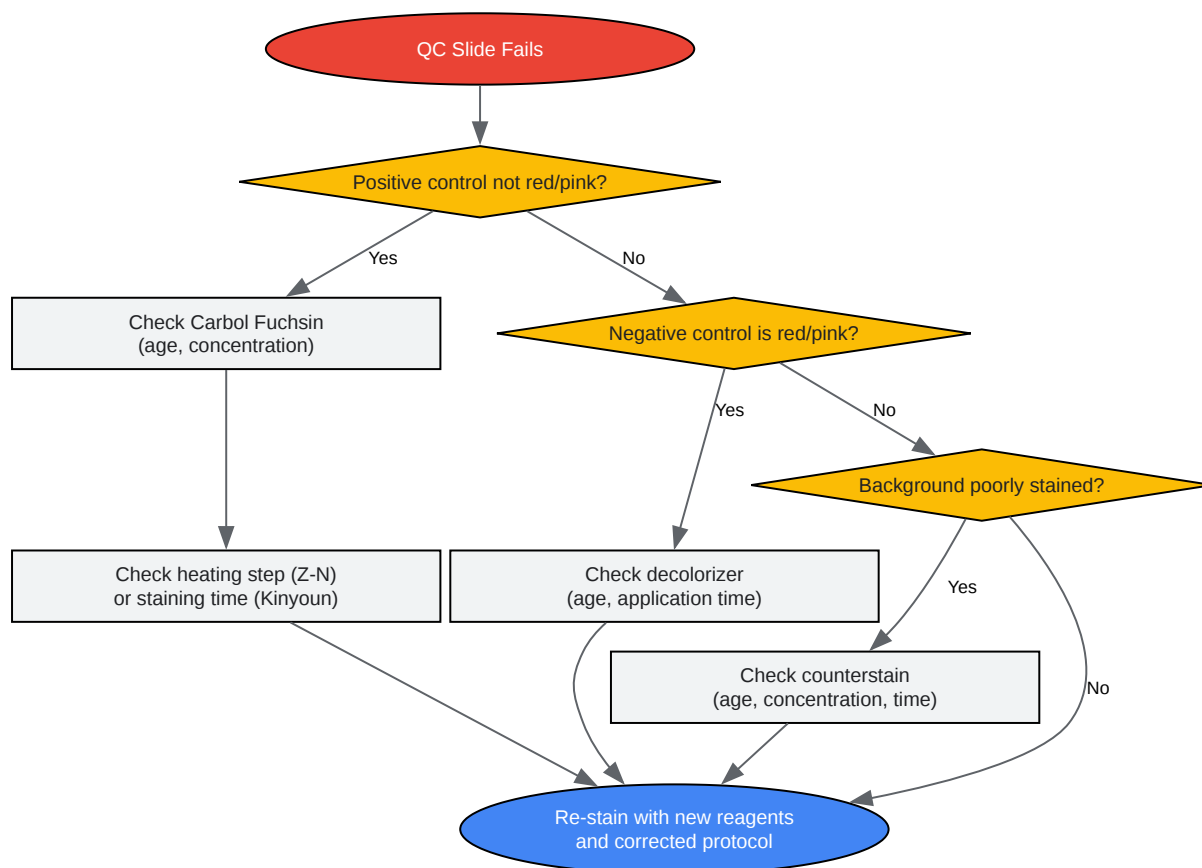 QC Slide Fails
Positive control not red/pink?
Yes
No
Check Carbol Fuchsin
(age, concentration)
Negative control is red/pink?
Yes
No
Background poorly stained?
Check heating step (Z-N)
or staining time (Kinyoun)
Check decolorizer
(age, application time)
Yes
Check counterstain
(age, concentration, time)
No
Re-stain with new reagents
and corrected protocol